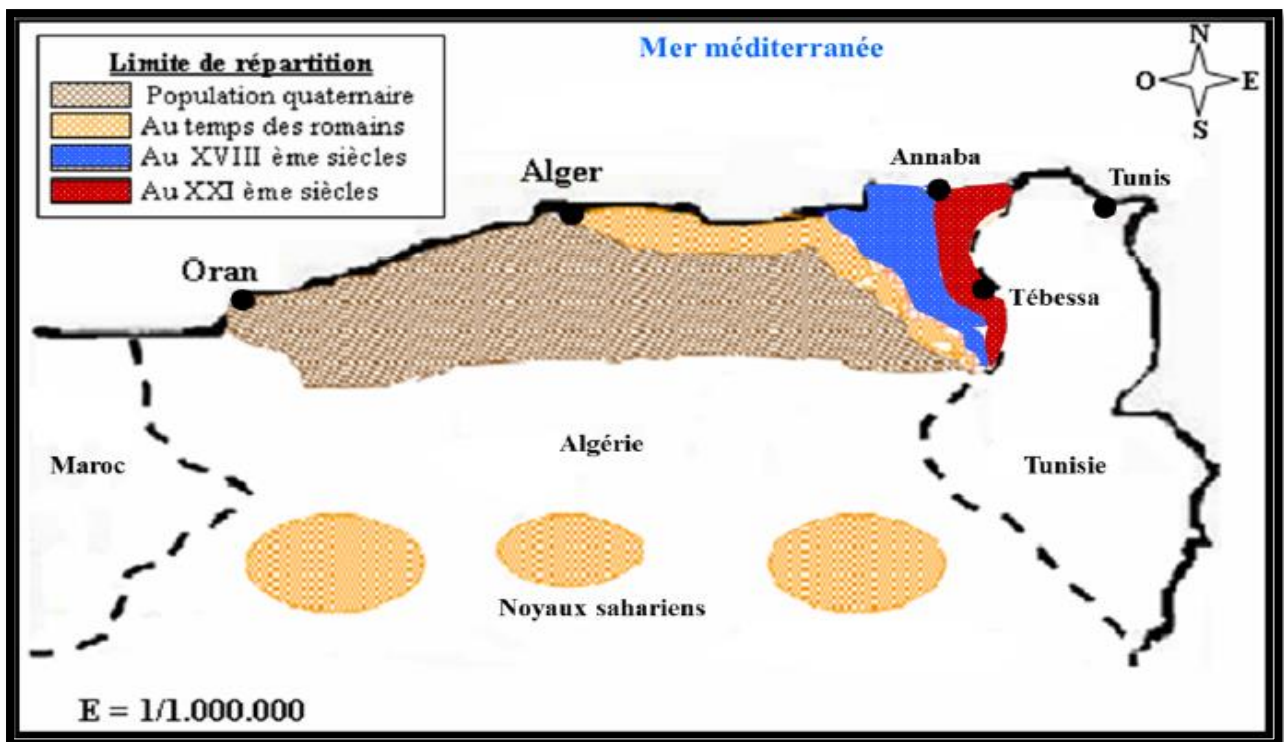 Mer méditerranée
Limite de répartition
Population quaternaire
Au temps des romains
Au XVIII ème siècles
Au XXI ème siècles
N
O
E
S
Annaba
Tunis
Alger
Oran
Tébessa
Algérie
Maroc
Tunisie
Noyaux sahariens
E = 1/1.000.000